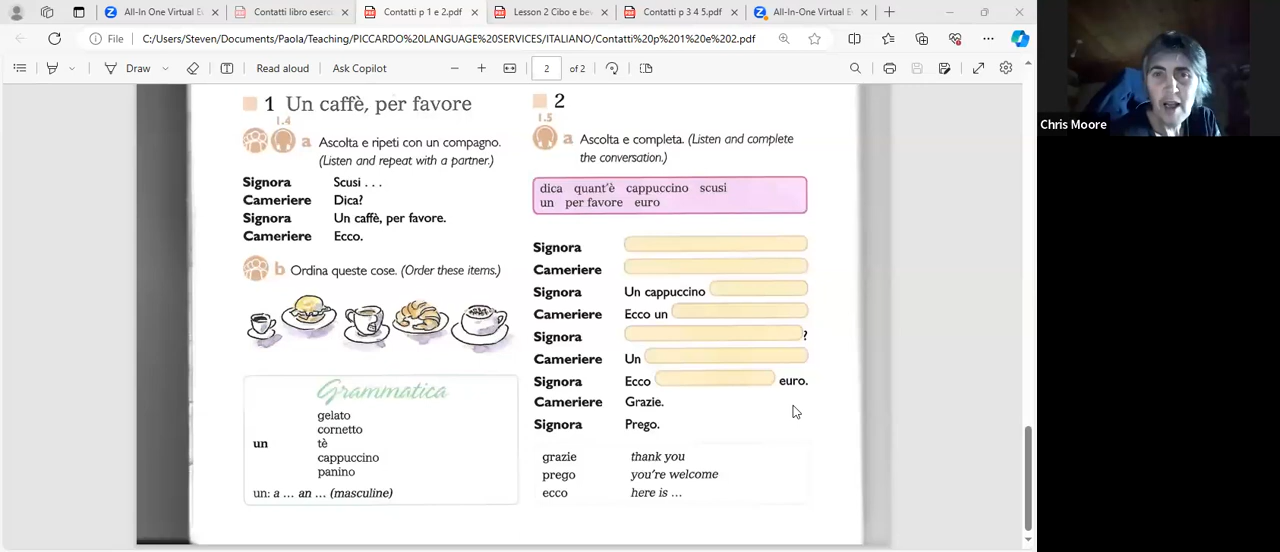 All-In One Virtual E
Contatti libro eserci
Contatti p 1 e 2.pdf
Lesson 2 Cibo e bev
Contatti p 3 4 5.pdf
All-In-One Virtual E
File
C:/Users/Steven/Documents/Paola/Teaching/PICCARDO%20LANGUAGE%20SERVICES/ITALIANO/Contatti%20p%201%20e%202.pdf
Draw
Read aloud
Ask Copilot
2
of 2
1 Un caffè, per favore
1.4
a Ascolta e ripeti con un compagno.
(Listen and repeat with a partner.)
Signora Scusi . . .
Cameriere Dica?
Signora Un caffè, per favore.
Cameriere Ecco.
b Ordina queste cose. (Order these items.)
Grammatica
gelato
cornetto
un tè
cappuccino
panino
un: a ... an ... (masculine)
2
1.5
a Ascolta e completa. (Listen and complete
the conversation.)
dica quant'è cappuccino scusi
un per favore euro
Signora
Cameriere
Signora Un cappuccino
Cameriere Ecco un
Signora ?
Cameriere Un
Signora Ecco euro.
Cameriere Grazie.
Signora Prego.
grazie thank you
prego you're welcome
ecco here is ...
Chris Moore